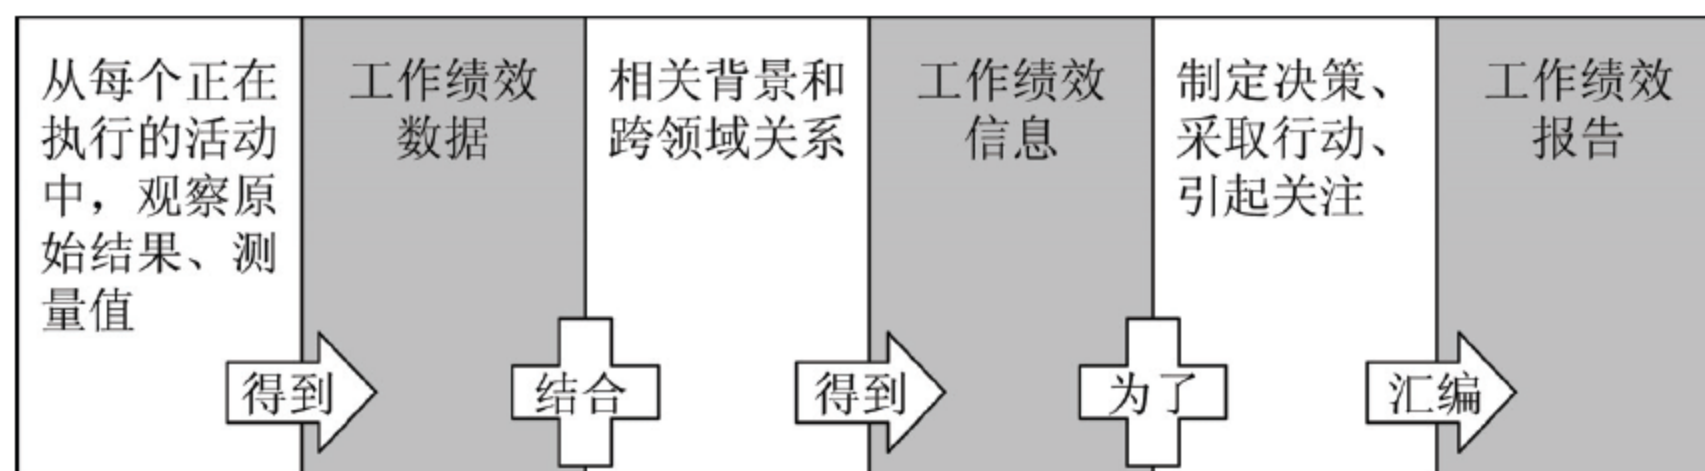 从每个正在
执行的活动
中，观察原
始结果、测
量值
得到
工作绩效
数据
结合
相关背景和
跨领域关系
得到
工作绩效
信息
为了
制定决策、
采取行动、
引起关注
汇编
工作绩效
报告